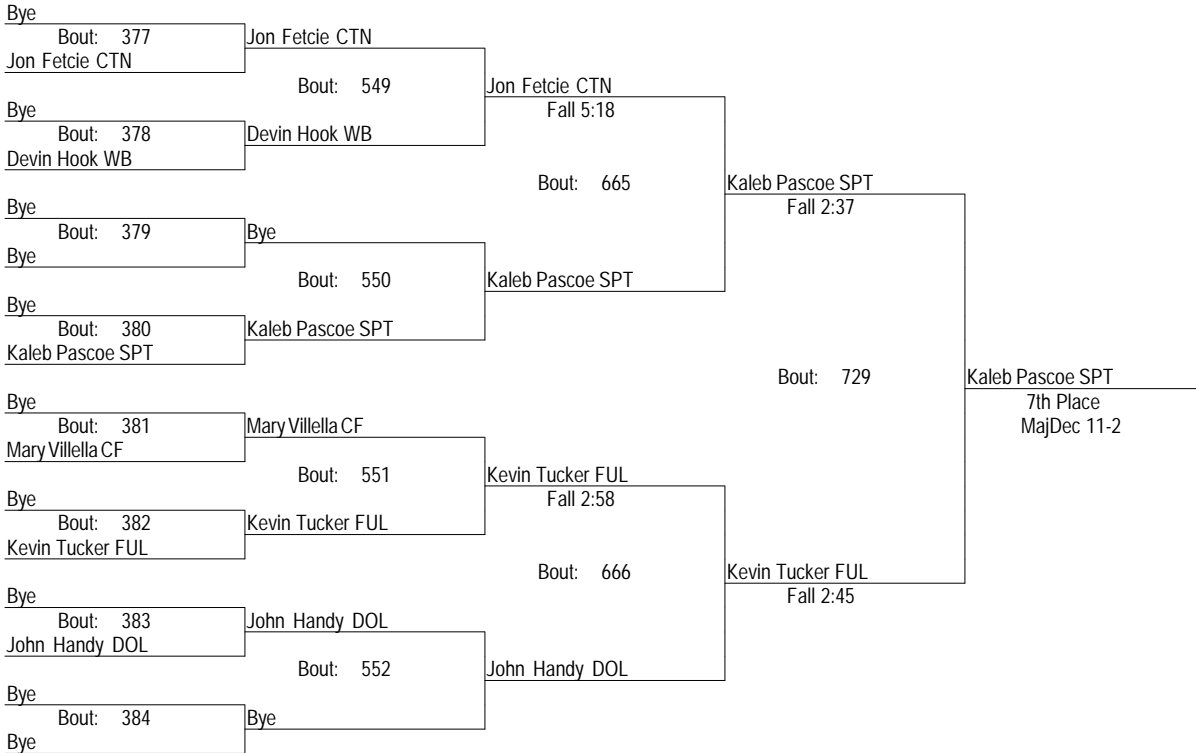 Bye
Bout: 377
Jon Fetcie CTN
Jon Fetcie CTN
Bout: 549
Jon Fetcie CTN
Fall 5:18
Bye
Bout: 378
Devin Hook WB
Devin Hook WB
Bout: 665
Kaleb Pascoe SPT
Fall 2:37
Bye
Bout: 379
Bye
Bye
Bout: 550
Kaleb Pascoe SPT
Bye
Bout: 380
Kaleb Pascoe SPT
Kaleb Pascoe SPT
Bout: 729
Kaleb Pascoe SPT
7th Place
MajDec 11-2
Bye
Bout: 381
Mary Villella CF
Mary Villella CF
Bout: 551
Kevin Tucker FUL
Fall 2:58
Bye
Bout: 382
Kevin Tucker FUL
Kevin Tucker FUL
Bout: 666
Kevin Tucker FUL
Fall 2:45
Bye
Bout: 383
John Handy DOL
John Handy DOL
Bout: 552
John Handy DOL
Bye
Bout: 384
Bye
Bye